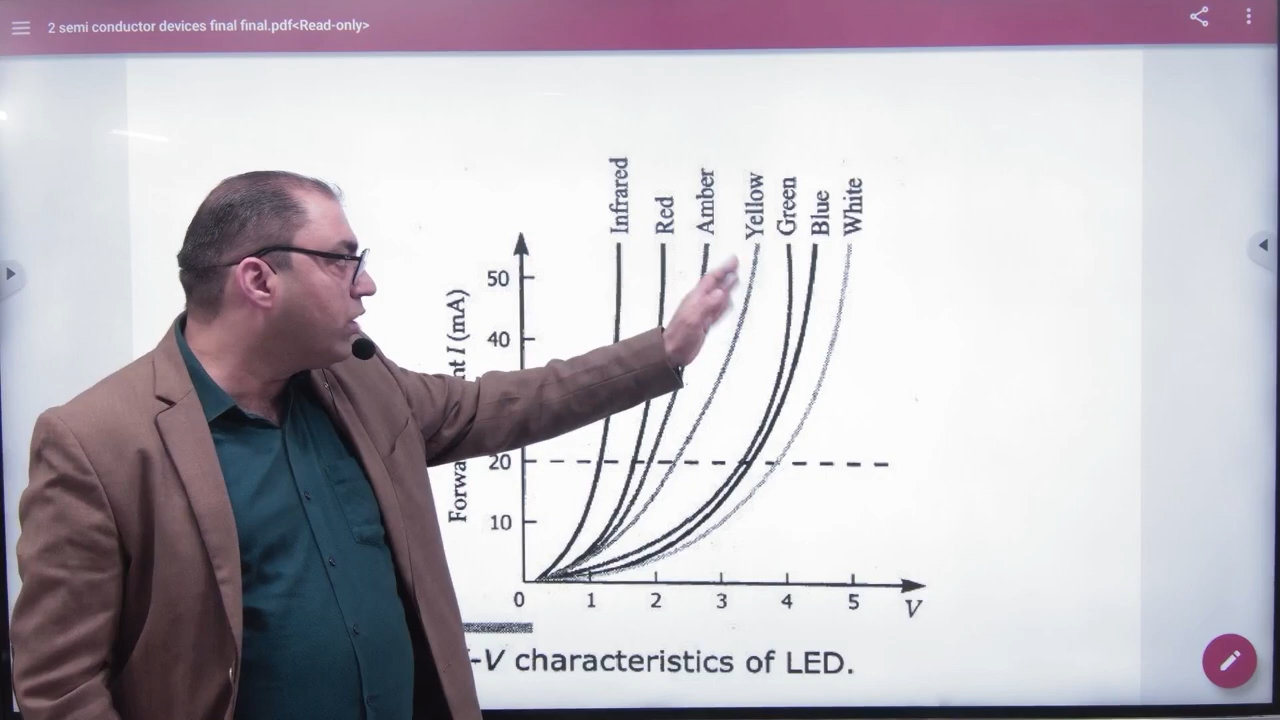 2 semi conductor devices final final.pdf<Read-only>
Infrared
Red
Amber
Yellow
Green
Blue
White
I (mA)
50
40
20
10
0 1 2 3 4 5
V
-V characteristics of LED.